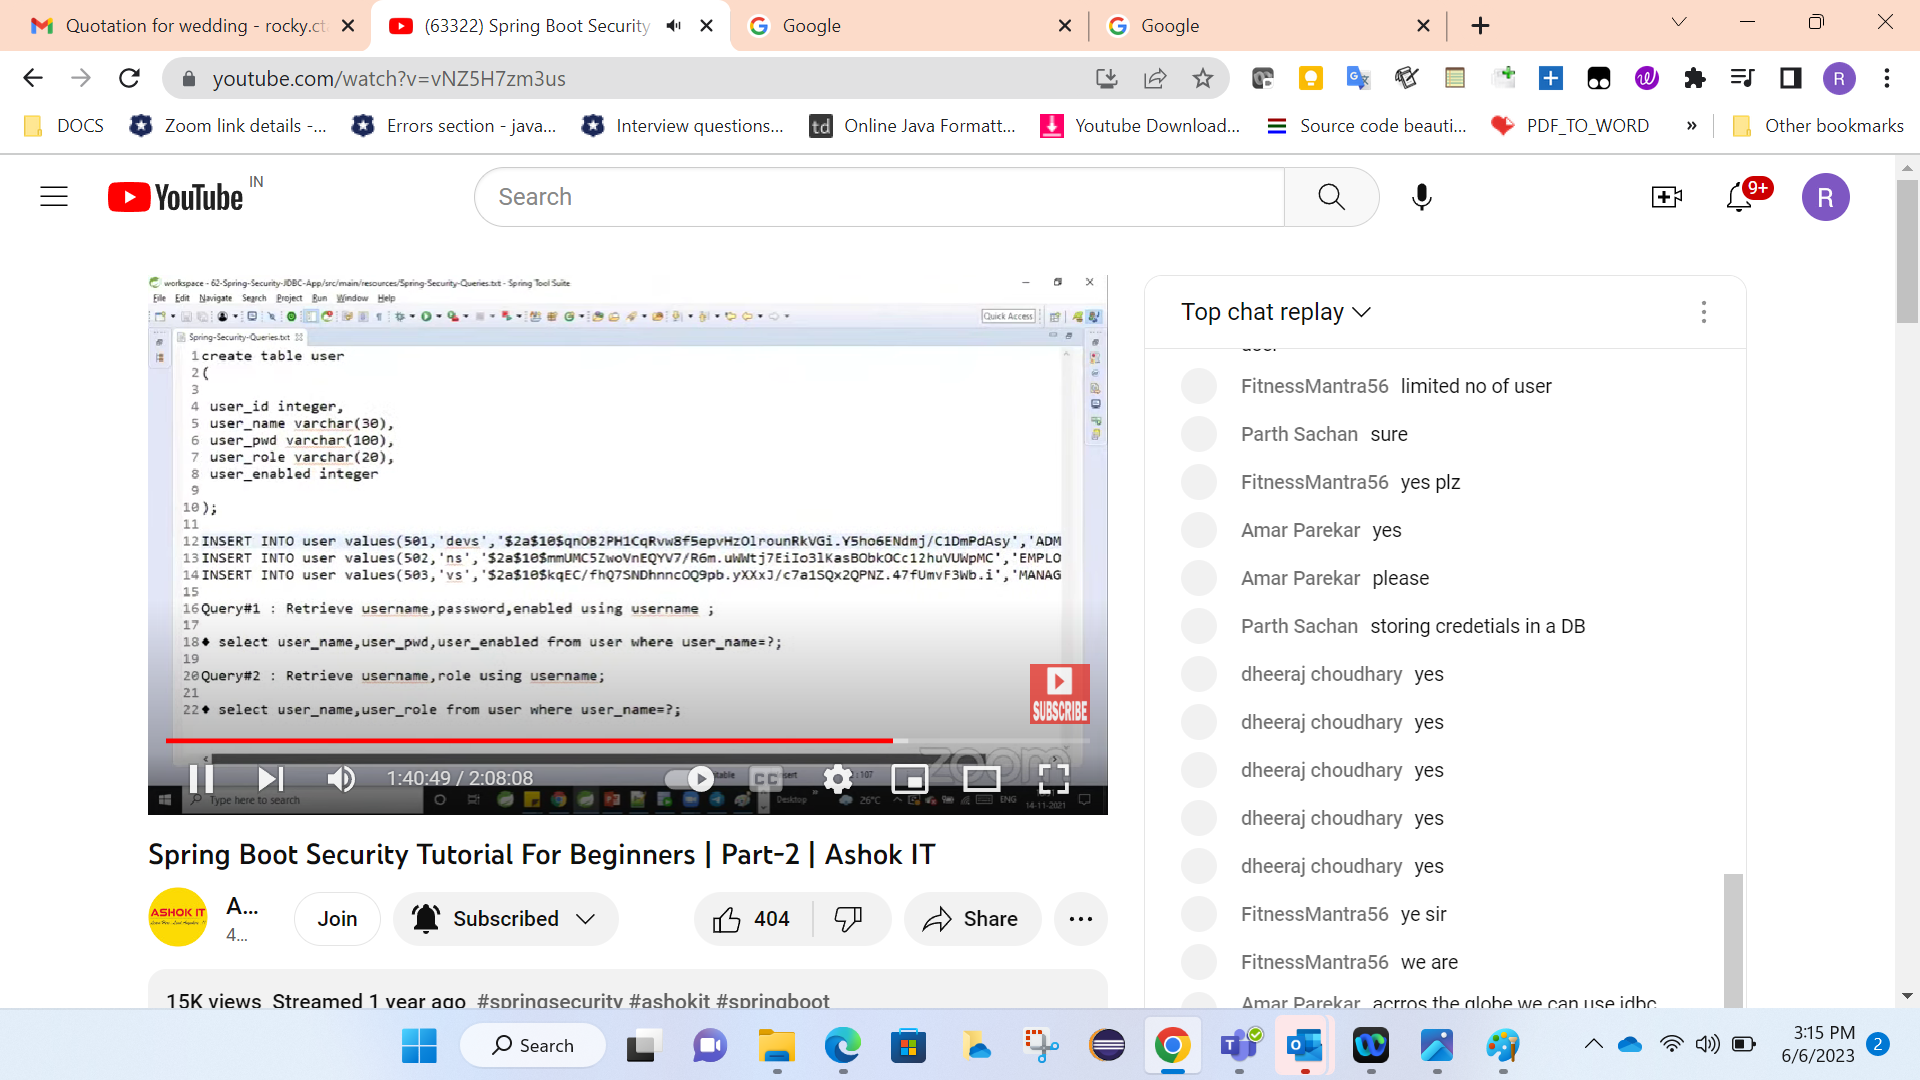 Quotation for wedding - rocky.ct
(63322) Spring Boot Security
Google
Google
youtube.com/watch?v=vNZ5H7zm3us
R
DOCS
Zoom link details -...
Errors section - java...
Interview questions...
td
Online Java Formatt...
Youtube Download...
Source code beauti...
PDF_TO_WORD
»
Other bookmarks
YouTube IN
Search
9+
R
workspace - 62-Spring-Security-JDBC-App/src/main/resources/Spring-Security-Queries.txt - Spring Tool Suite
File Edit Navigate Search Project Run Window Help
Quick Access
Spring-Security-Queries.txt
1 create table user
2 (
3
4 user_id integer,
5 user_name varchar(30),
6 user_pwd varchar(100),
7 user_role varchar(20),
8 user_enabled integer
9
10 );
11
12 INSERT INTO user values(501,'devs','$2a$10$qnOB2PH1CqRvw8f5epvHzOlrounRkVGi.Y5ho6ENdmj/C1DmPdAsy','ADM
13 INSERT INTO user values(502,'ns','$2a$10$mmUMC5ZwoVnEQYV7/R6m.uWWtj7EiIo3lKasBObkOCc12huVUWpMC','EMPLO
14 INSERT INTO user values(503,'vs','$2a$10$kqEC/fhQ7SNDhnncOQ9pb.yXXxJ/c7a1SQx2QPNZ.47fUmvF3Wb.i','MANAG
15
16 Query#1 : Retrieve username,password,enabled using username ;
17
18 select user_name,user_pwd,user_enabled from user where user_name=?;
19
20 Query#2 : Retrieve username,role using username;
21
22 select user_name,user_role from user where user_name=?;
SUBSCRIBE
zoom
1:40:49 / 2:08:08
CC
Type here to search
Desktop
26°C
ENG
14-11-2021
Top chat replay
FitnessMantra56 limited no of user
Parth Sachan sure
FitnessMantra56 yes plz
Amar Parekar yes
Amar Parekar please
Parth Sachan storing credetials in a DB
dheeraj choudhary yes
dheeraj choudhary yes
dheeraj choudhary yes
dheeraj choudhary yes
dheeraj choudhary yes
FitnessMantra56 ye sir
FitnessMantra56 we are
Amar Parekar acrros the globe we can use jdbc
Spring Boot Security Tutorial For Beginners | Part-2 | Ashok IT
ASHOK IT
A...
4...
Join
Subscribed
404
Share
15K views Streamed 1 year ago #springsecurity #ashokit #springboot
Search
3:15 PM
6/6/2023
2